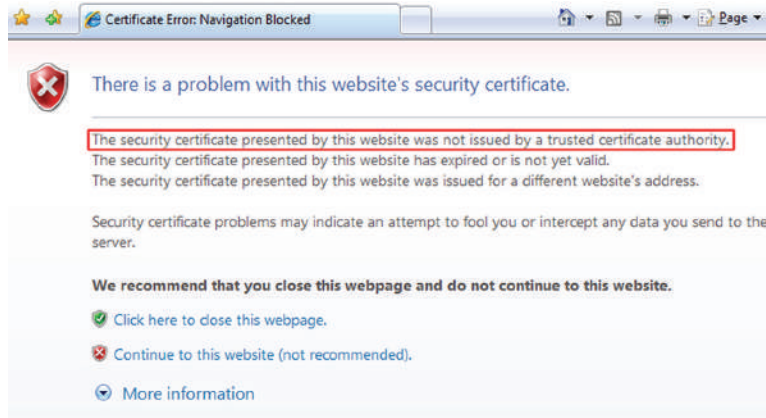 Certificate Error: Navigation Blocked
Page
There is a problem with this website's security certificate.
The security certificate presented by this website was not issued by a trusted certificate authority.
The security certificate presented by this website has expired or is not yet valid.
The security certificate presented by this website was issued for a different website's address.
Security certificate problems may indicate an attempt to fool you or intercept any data you send to the
server.
We recommend that you close this webpage and do not continue to this website.
Click here to close this webpage.
Continue to this website (not recommended).
More information